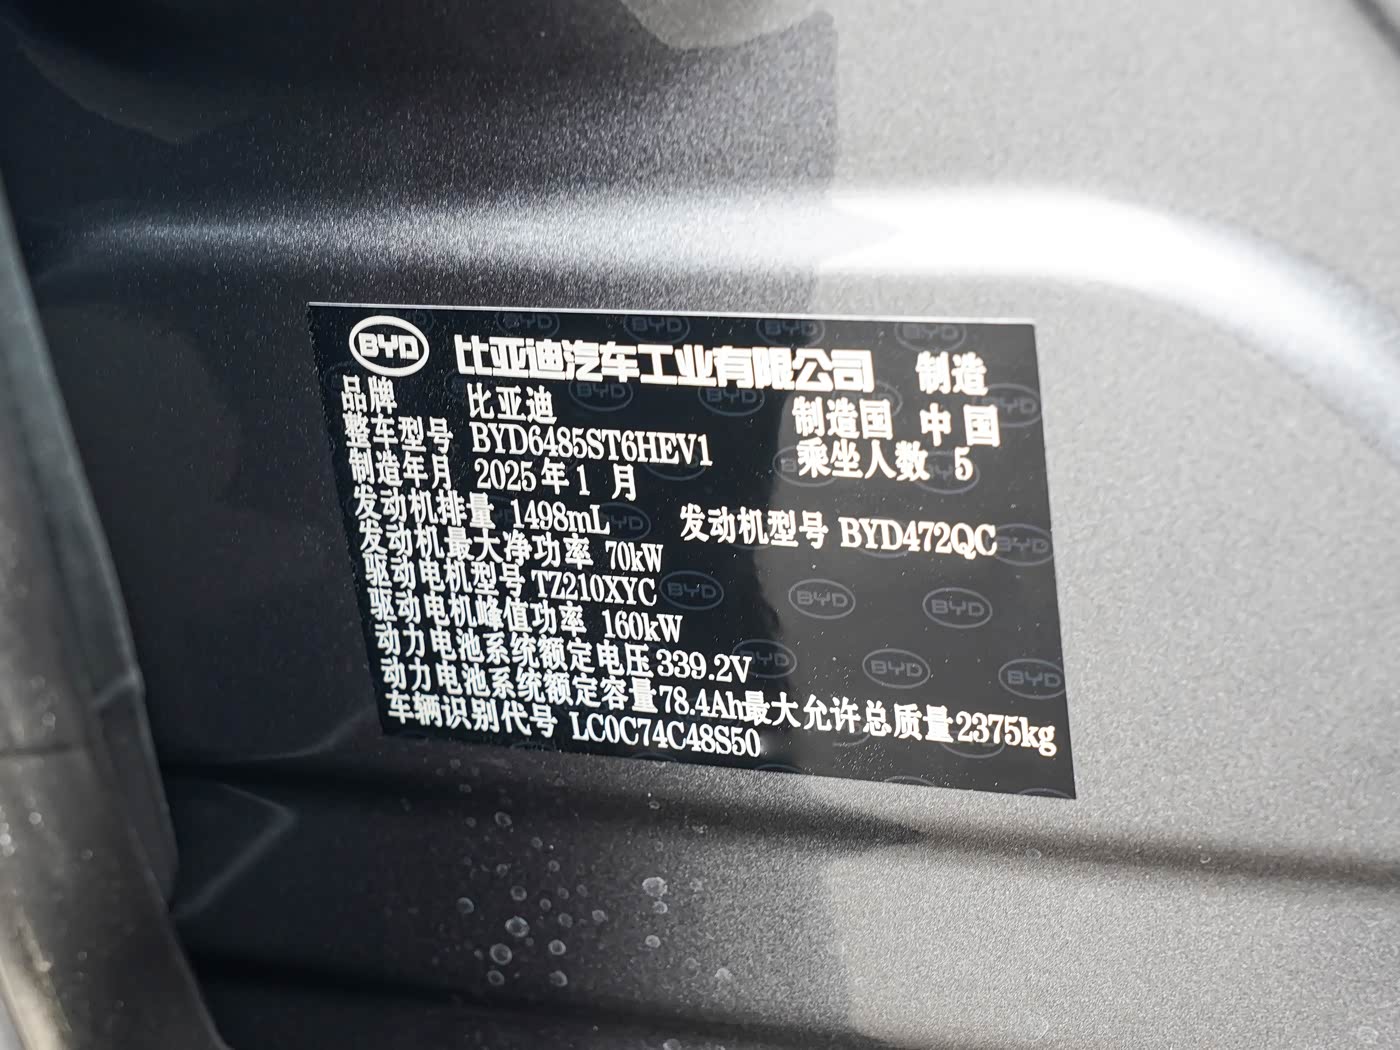 BYD 比亚迪汽车工业有限公司 制造
品牌 比亚迪 制造国 中国
整车型号 BYD6485ST6HEV1 乘坐人数 5
制造年月 2025年1月
发动机排量 1498mL 发动机型号 BYD472QC
发动机最大净功率 70kW
驱动电机型号 TZ210XYC
驱动电机峰值功率 160kW
动力电池系统额定电压 339.2V
动力电池系统额定容量 78.4Ah 最大允许总质量 2375kg
车辆识别代号 LC0C74C48S50